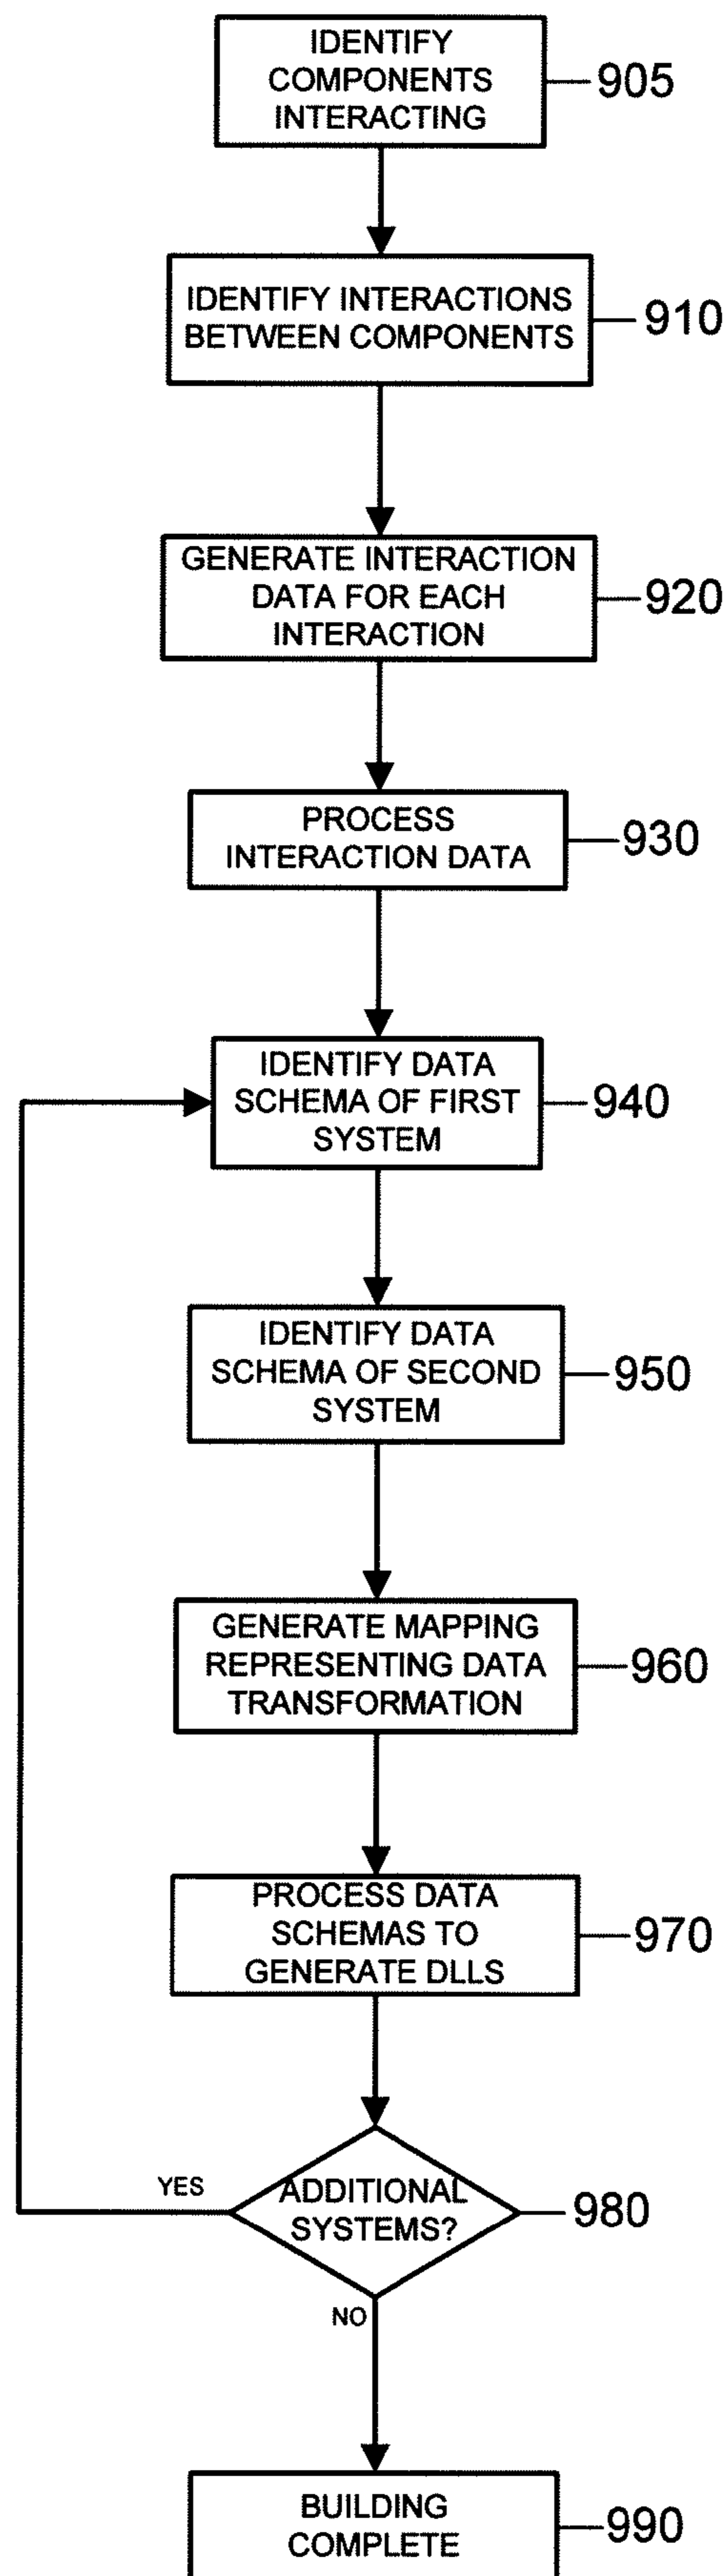 IDENTIFY
COMPONENTS
INTERACTING
905
IDENTIFY INTERACTIONS
BETWEEN COMPONENTS
910
GENERATE INTERACTION
DATA FOR EACH
INTERACTION
920
PROCESS
INTERACTION DATA
930
IDENTIFY DATA
SCHEMA OF FIRST
SYSTEM
940
IDENTIFY DATA
SCHEMA OF SECOND
SYSTEM
950
GENERATE MAPPING
REPRESENTING DATA
TRANSFORMATION
960
PROCESS DATA
SCHEMAS TO
GENERATE DLLS
970
YES
ADDITIONAL
SYSTEMS?
980
NO
BUILDING
COMPLETE
990